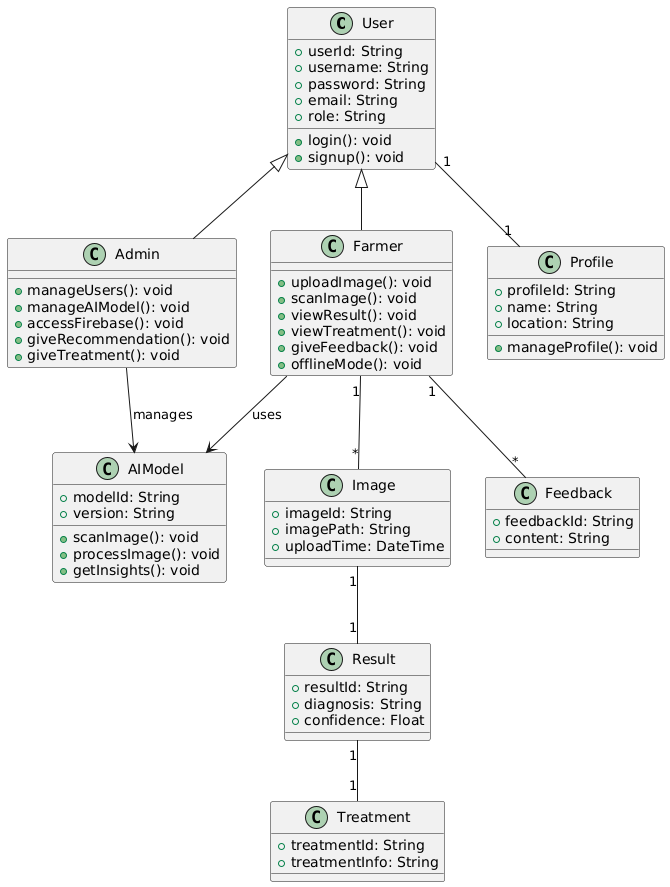 C User
userId: String
username: String
password: String
email: String
role: String
login(): void
signup(): void
1
1
C Admin
manageUsers(): void
manageAIModel(): void
accessFirebase(): void
giveRecommendation(): void
giveTreatment(): void
C Farmer
uploadImage(): void
scanImage(): void
viewResult(): void
viewTreatment(): void
giveFeedback(): void
offlineMode(): void
C Profile
profileId: String
name: String
location: String
manageProfile(): void
manages
uses
1
*
1
*
C AIModel
modelId: String
version: String
scanImage(): void
processImage(): void
getInsights(): void
C Image
imageId: String
imagePath: String
uploadTime: DateTime
C Feedback
feedbackId: String
content: String
1
1
C Result
resultId: String
diagnosis: String
confidence: Float
1
1
C Treatment
treatmentId: String
treatmentInfo: String